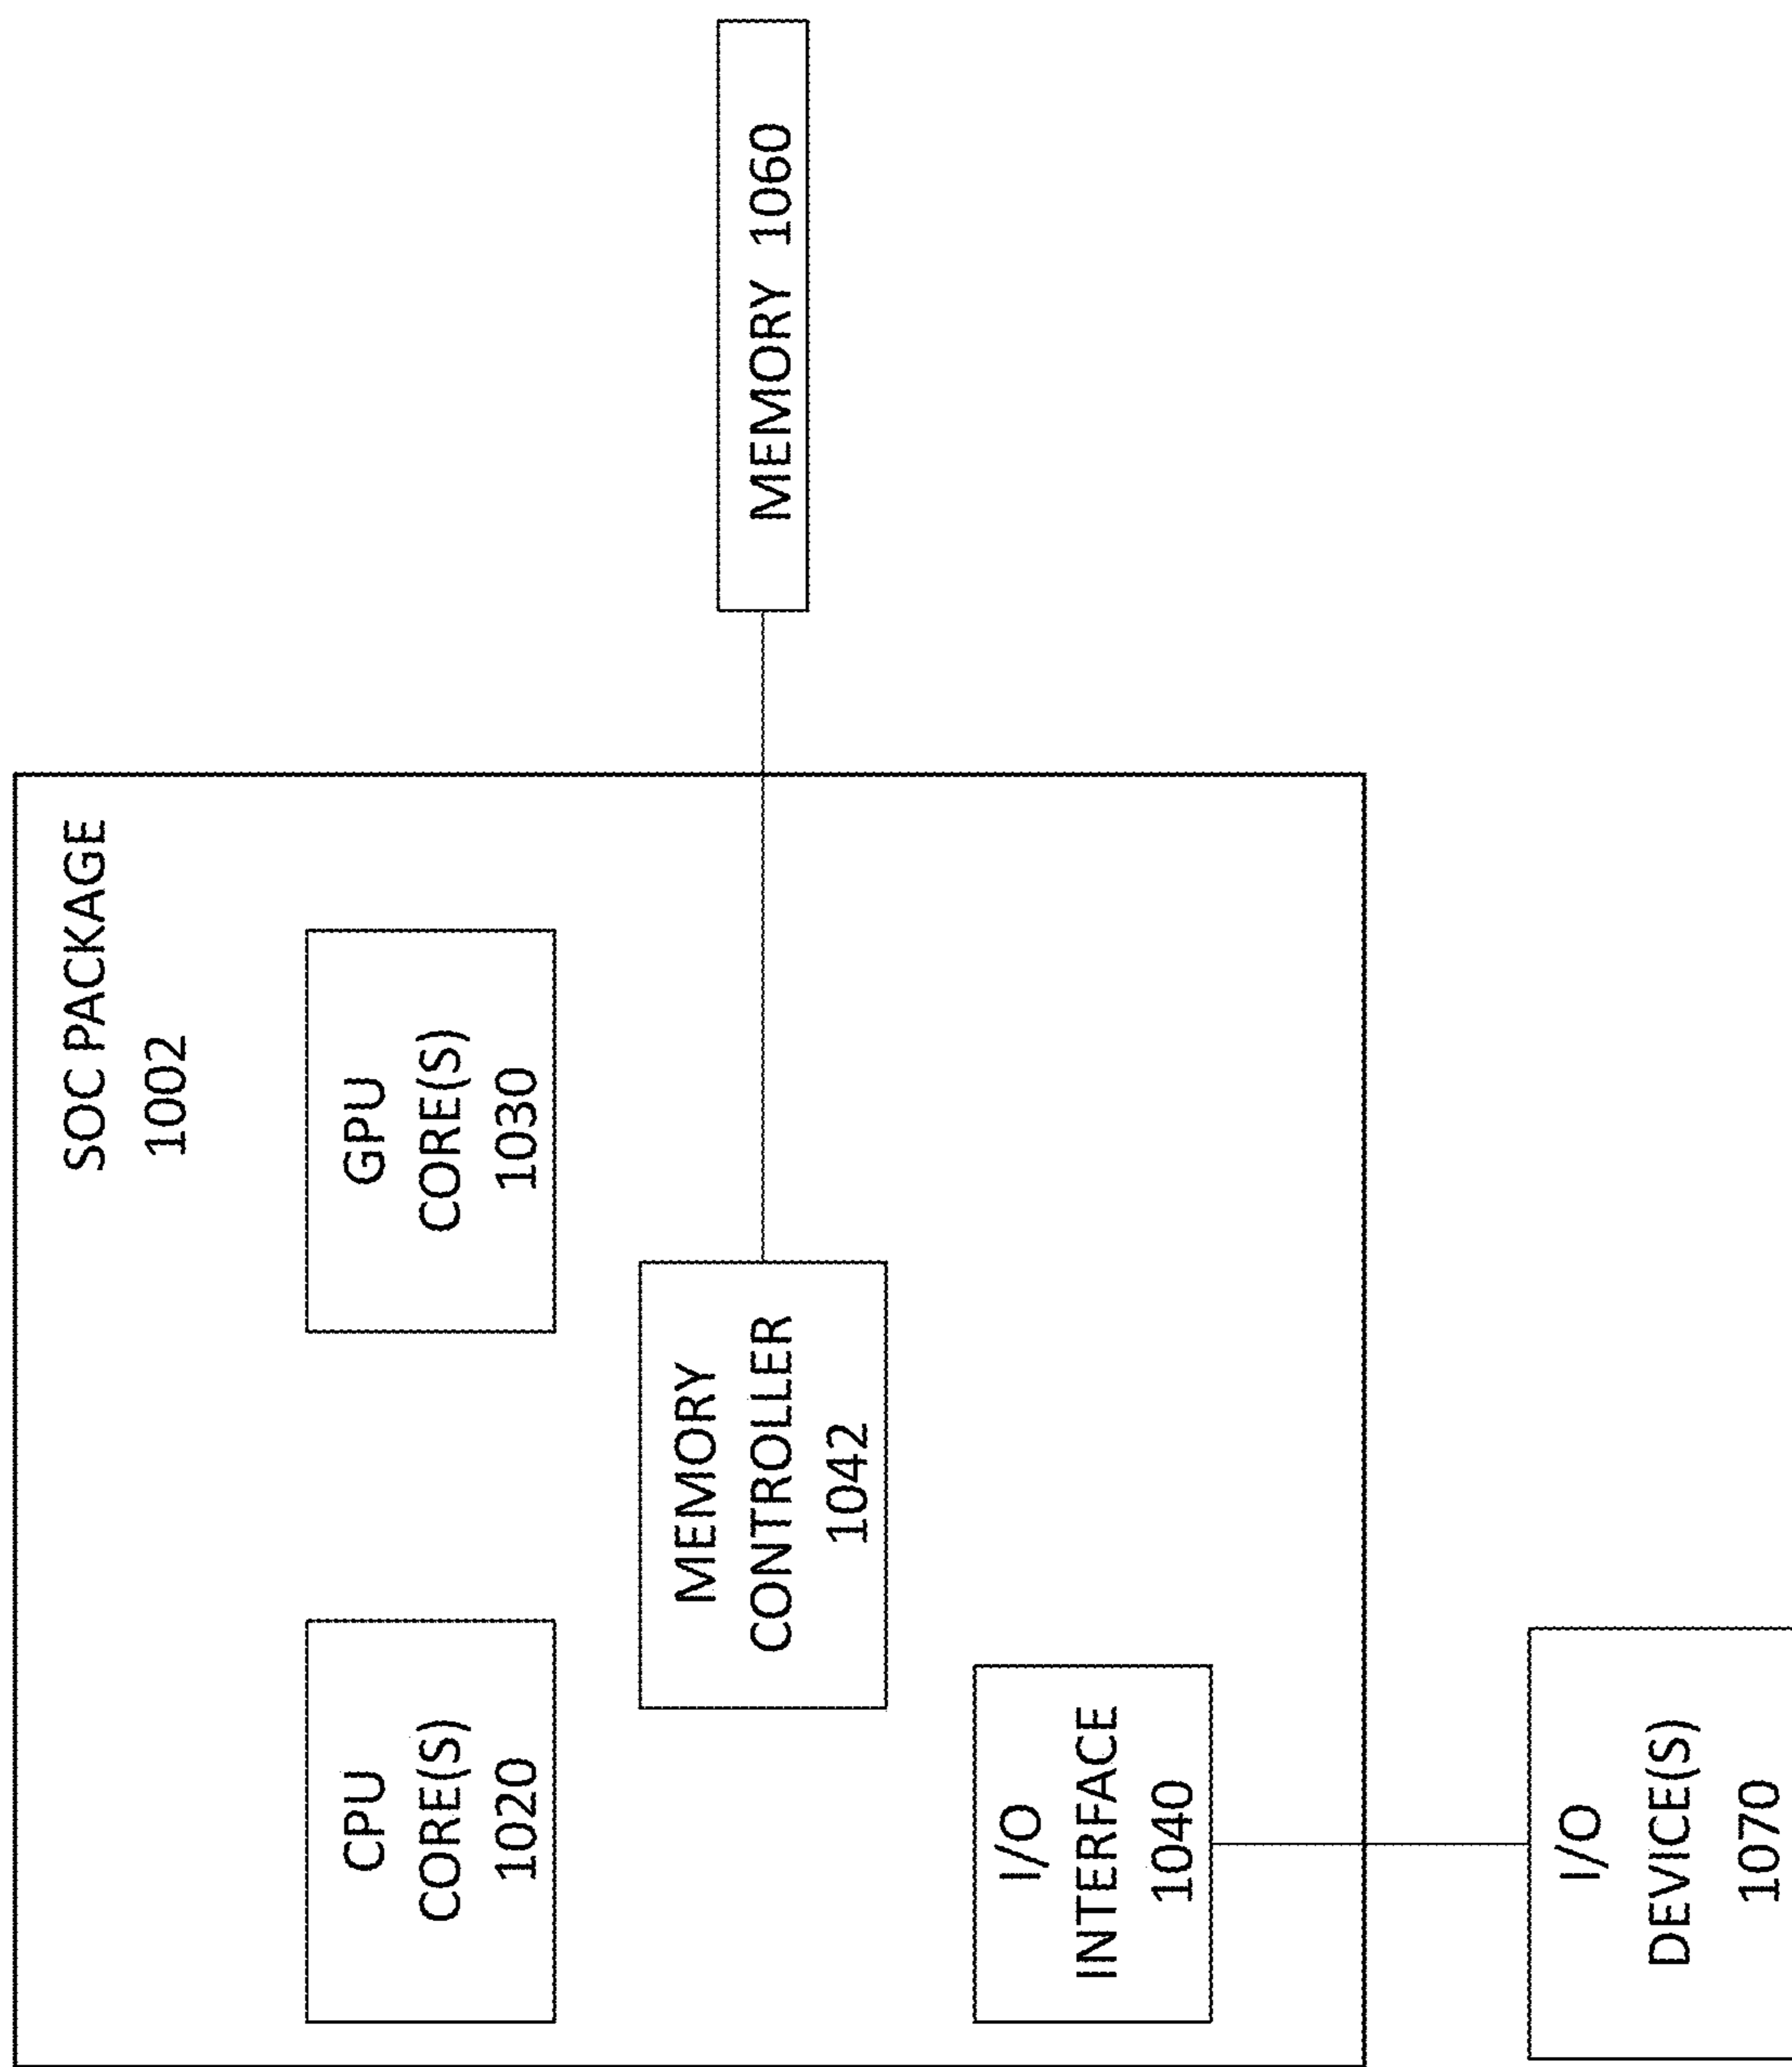 SOC PACKAGE
1002
CPU
CORE(S)
1020
GPU
CORE(S)
1030
MEMORY
CONTROLLER
1042
MEMORY 1060
I/O
INTERFACE
1040
I/O
DEVICE(S)
1070